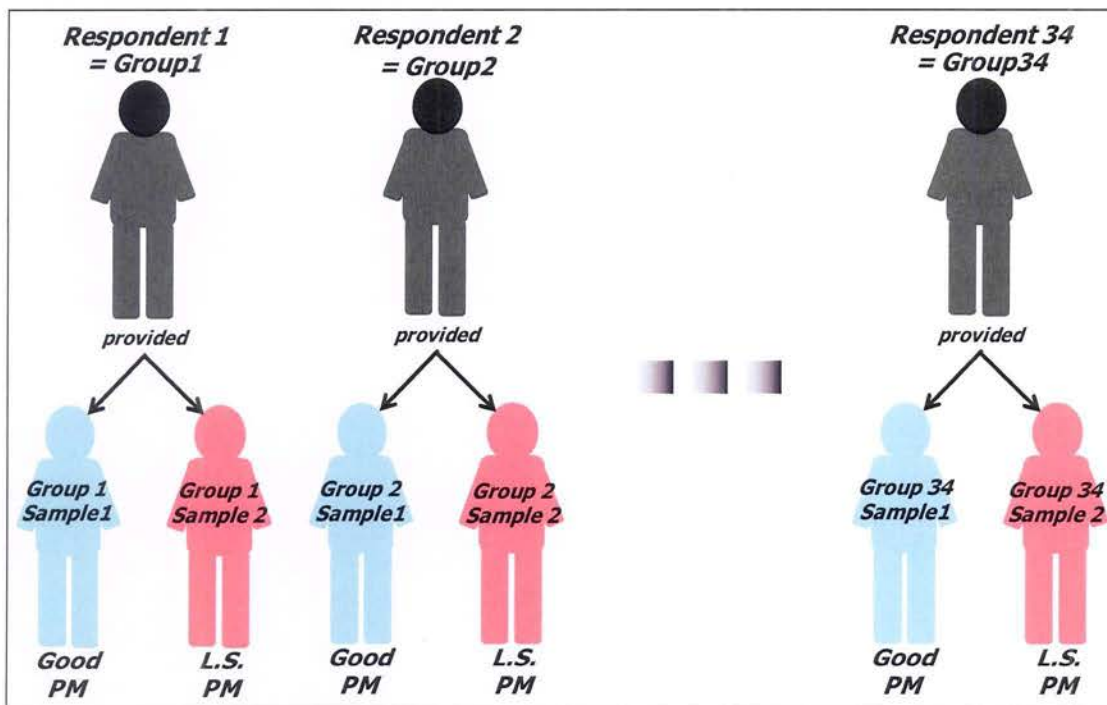 Respondent 1
= Group1
Respondent 2
= Group2
Respondent 34
= Group34
provided
provided
provided
Group 1
Sample1
Group 1
Sample 2
Group 2
Sample1
Group 2
Sample 2
Group 34
Sample1
Group 34
Sample 2
Good
PM
L.S.
PM
Good
PM
L.S.
PM
Good
PM
L.S.
PM